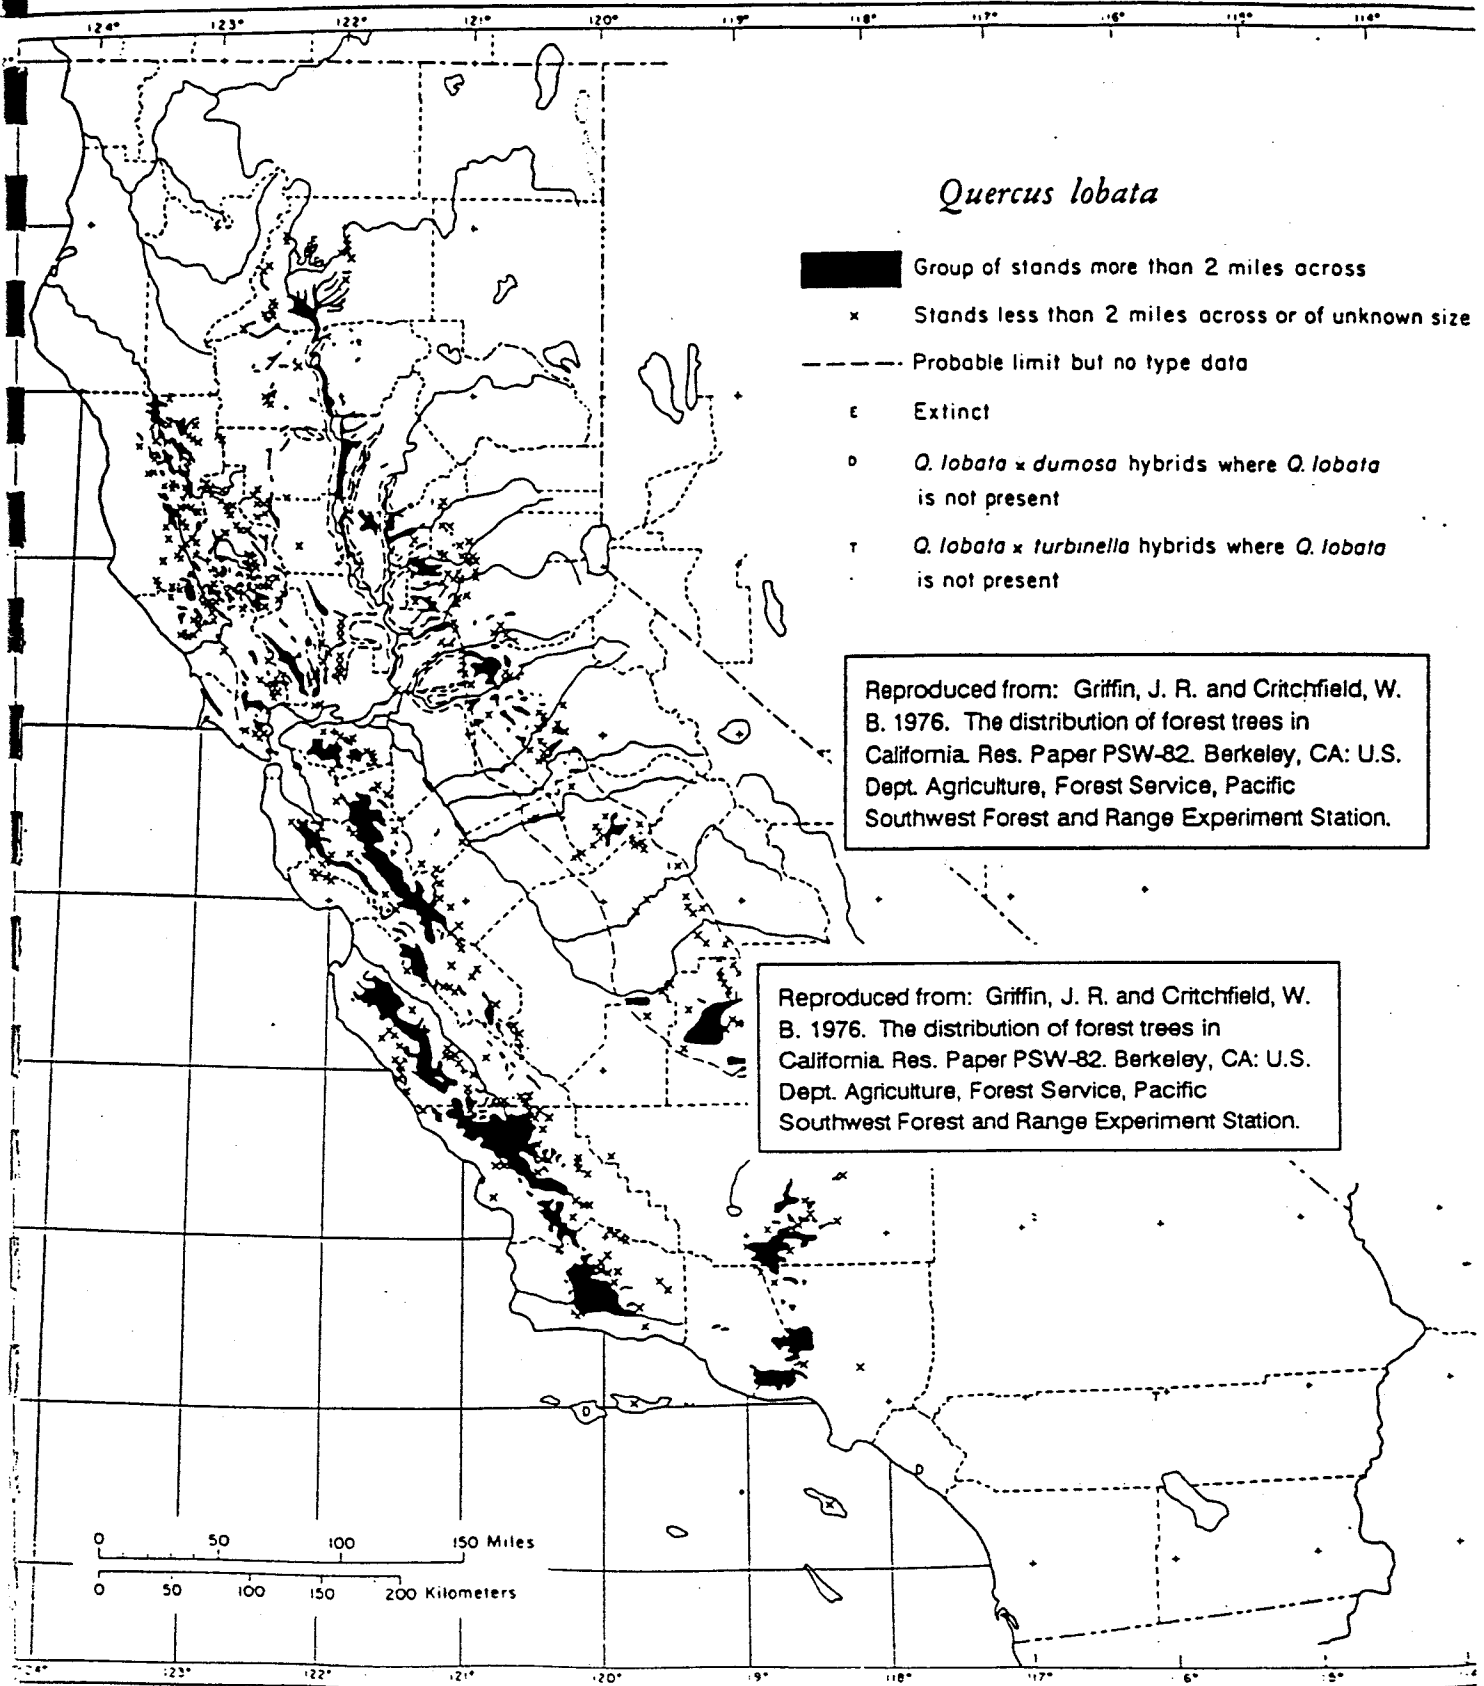 124° 123° 122° 121° 120° 119° 118° 117° 116° 115° 114°
Quercus lobata
Group of stands more than 2 miles across
x Stands less than 2 miles across or of unknown size
Probable limit but no type data
E Extinct
D Q. lobata x dumosa hybrids where Q. lobata
is not present
T Q. lobata x turbinella hybrids where Q. lobata
is not present
Reproduced from: Griffin, J. R. and Critchfield, W.
B. 1976. The distribution of forest trees in
California. Res. Paper PSW-82. Berkeley, CA: U.S.
Dept. Agriculture, Forest Service, Pacific
Southwest Forest and Range Experiment Station.
Reproduced from: Griffin, J. R. and Critchfield, W.
B. 1976. The distribution of forest trees in
California. Res. Paper PSW-82. Berkeley, CA: U.S.
Dept. Agriculture, Forest Service, Pacific
Southwest Forest and Range Experiment Station.
D
T
D
0 50 100 150 Miles
0 50 100 150 200 Kilometers
24° 123° 122° 121° 120° 119° 118° 117° 116° 115°